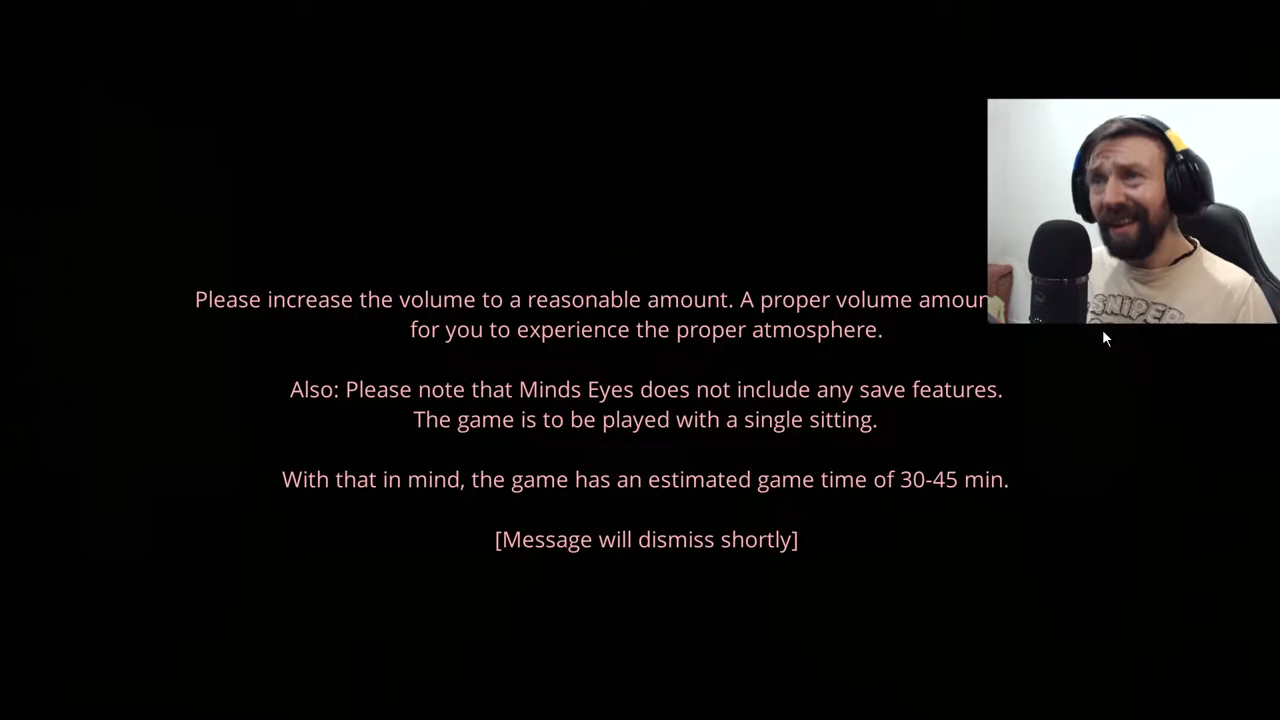 Please increase the volume to a reasonable amount. A proper volume
for you to experience the proper atmosphere.
Also: Please note that Minds Eyes does not include any save features.
The game is to be played with a single sitting.
With that in mind, the game has an estimated game time of 30-45 min.
[Message will dismiss shortly]
SNIPER